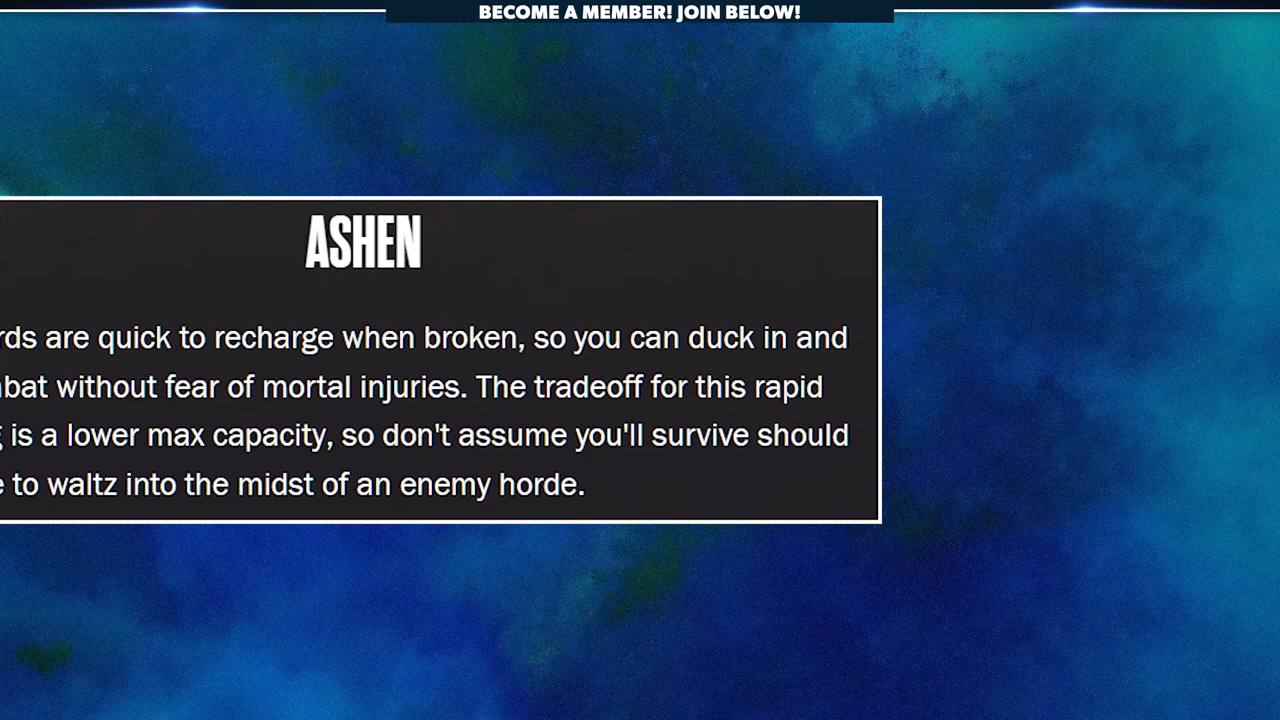 BECOME A MEMBER! JOIN BELOW!
ASHEN
are quick to recharge when broken, so you can duck in and
without fear of mortal injuries. The tradeoff for this rapid
is a lower max capacity, so don't assume you'll survive should
to waltz into the midst of an enemy horde.